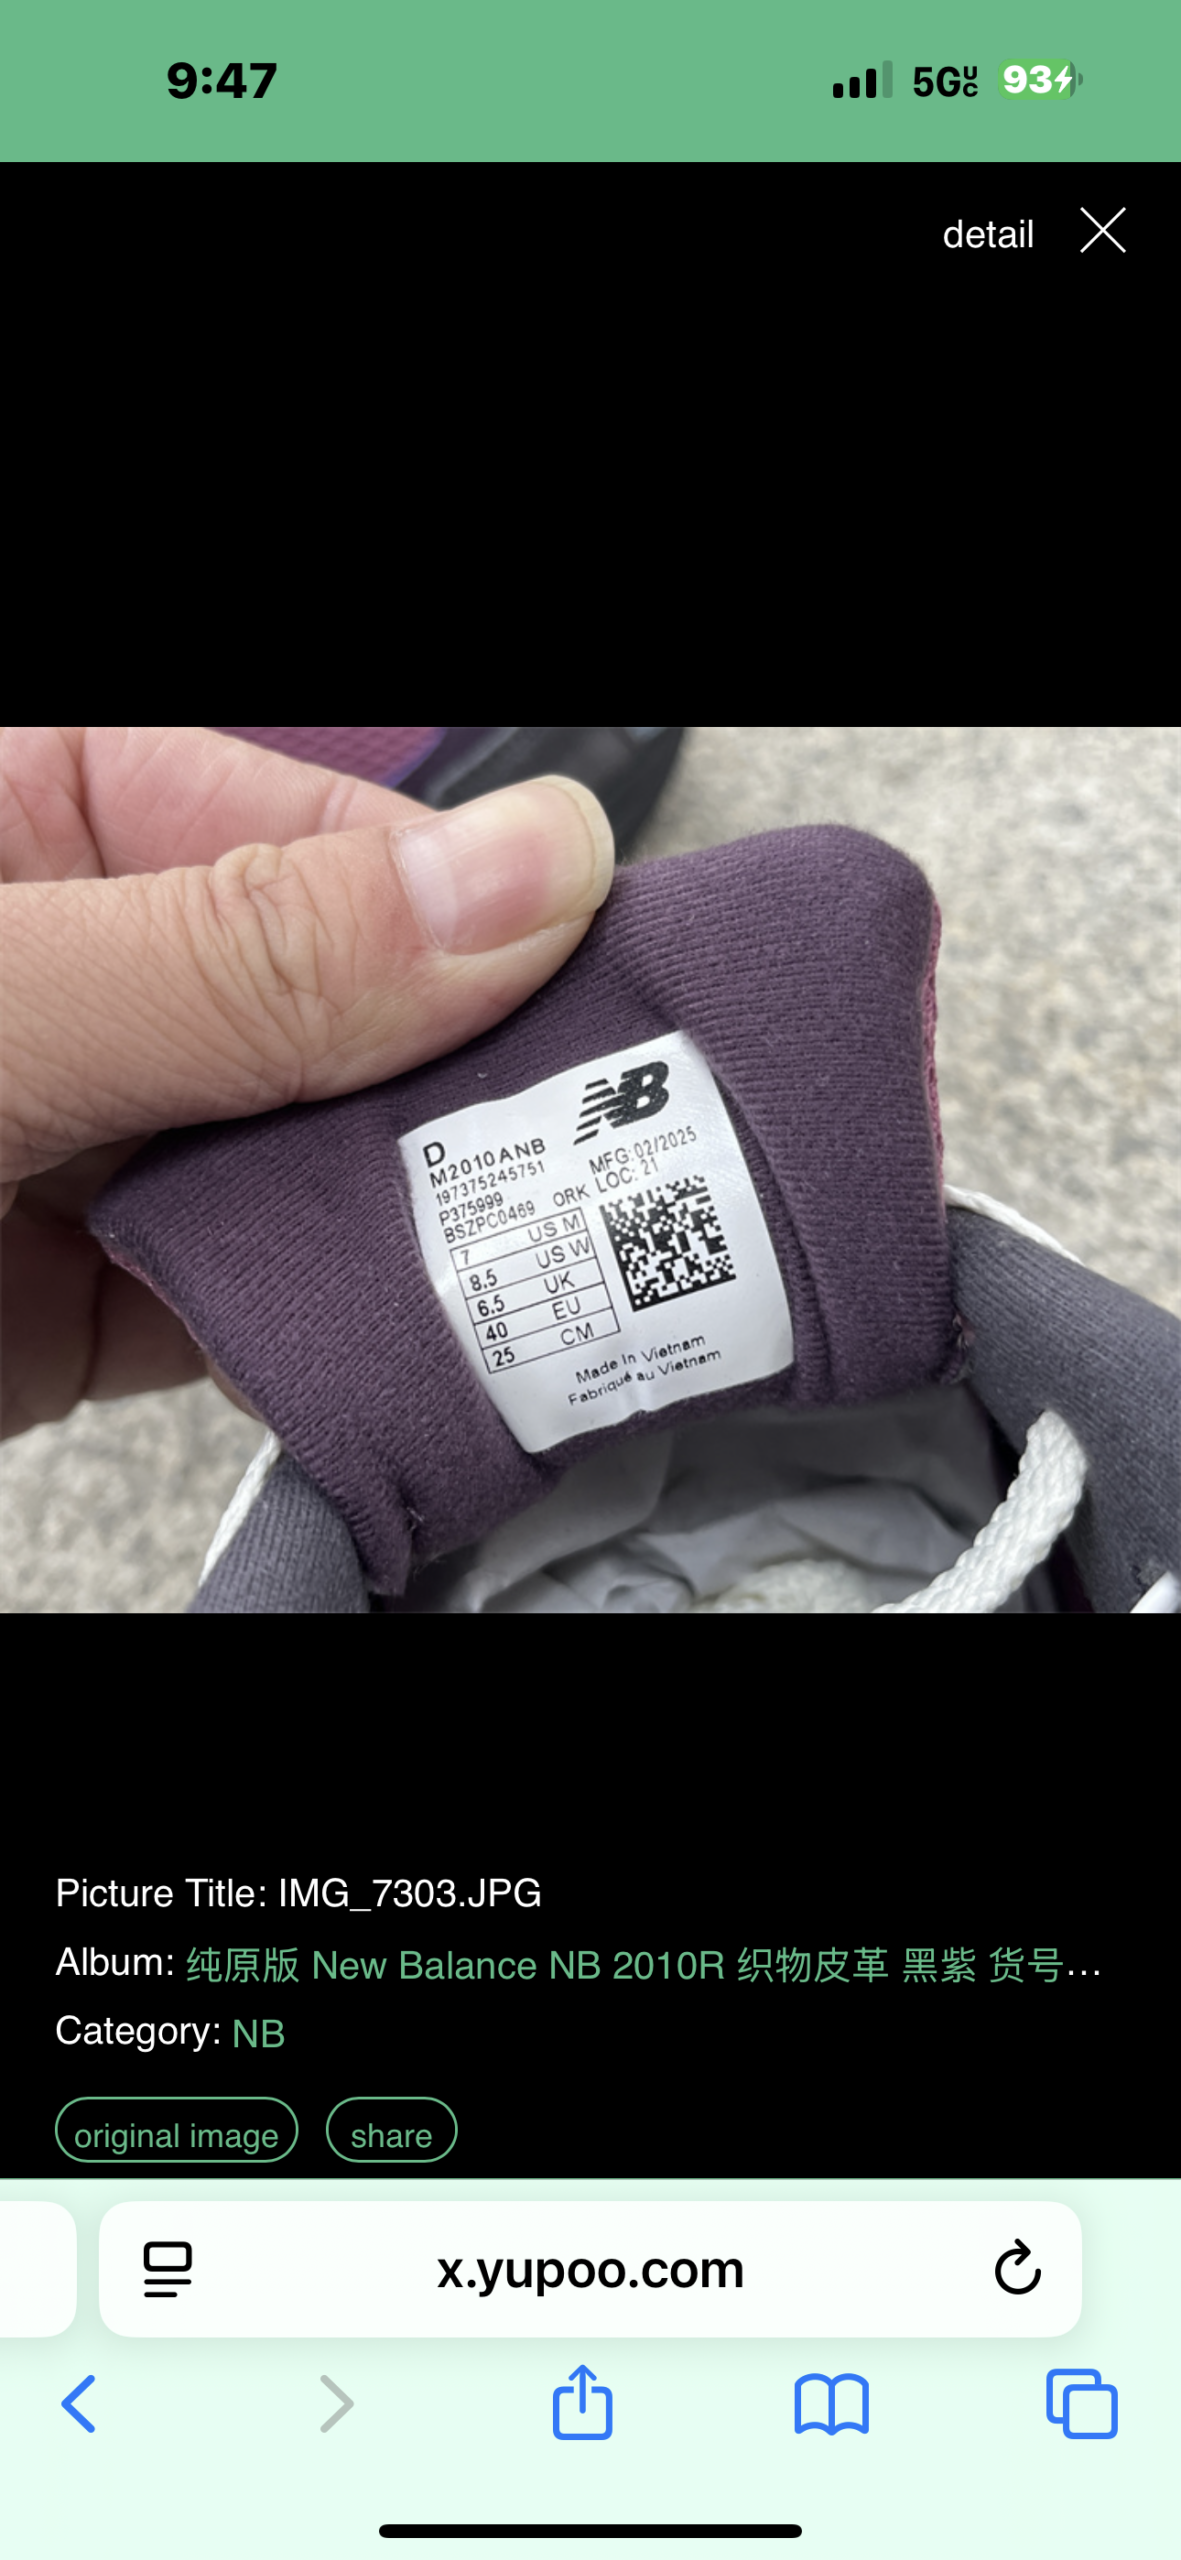 9:47
5GUC
93
detail
NB
D
M2010ANB
197375245751
MFG:02/2025
P375999
LOC: 21
BSZPC0469 ORK
7 US M
8.5 US W
6.5 UK
40 EU
25 CM
Made In Vietnam
Fabriqué au Vietnam
Picture Title: IMG_7303.JPG
Album: 纯原版 New Balance NB 2010R 织物皮革 黑紫 货号...
Category: NB
original image
share
x.yupoo.com